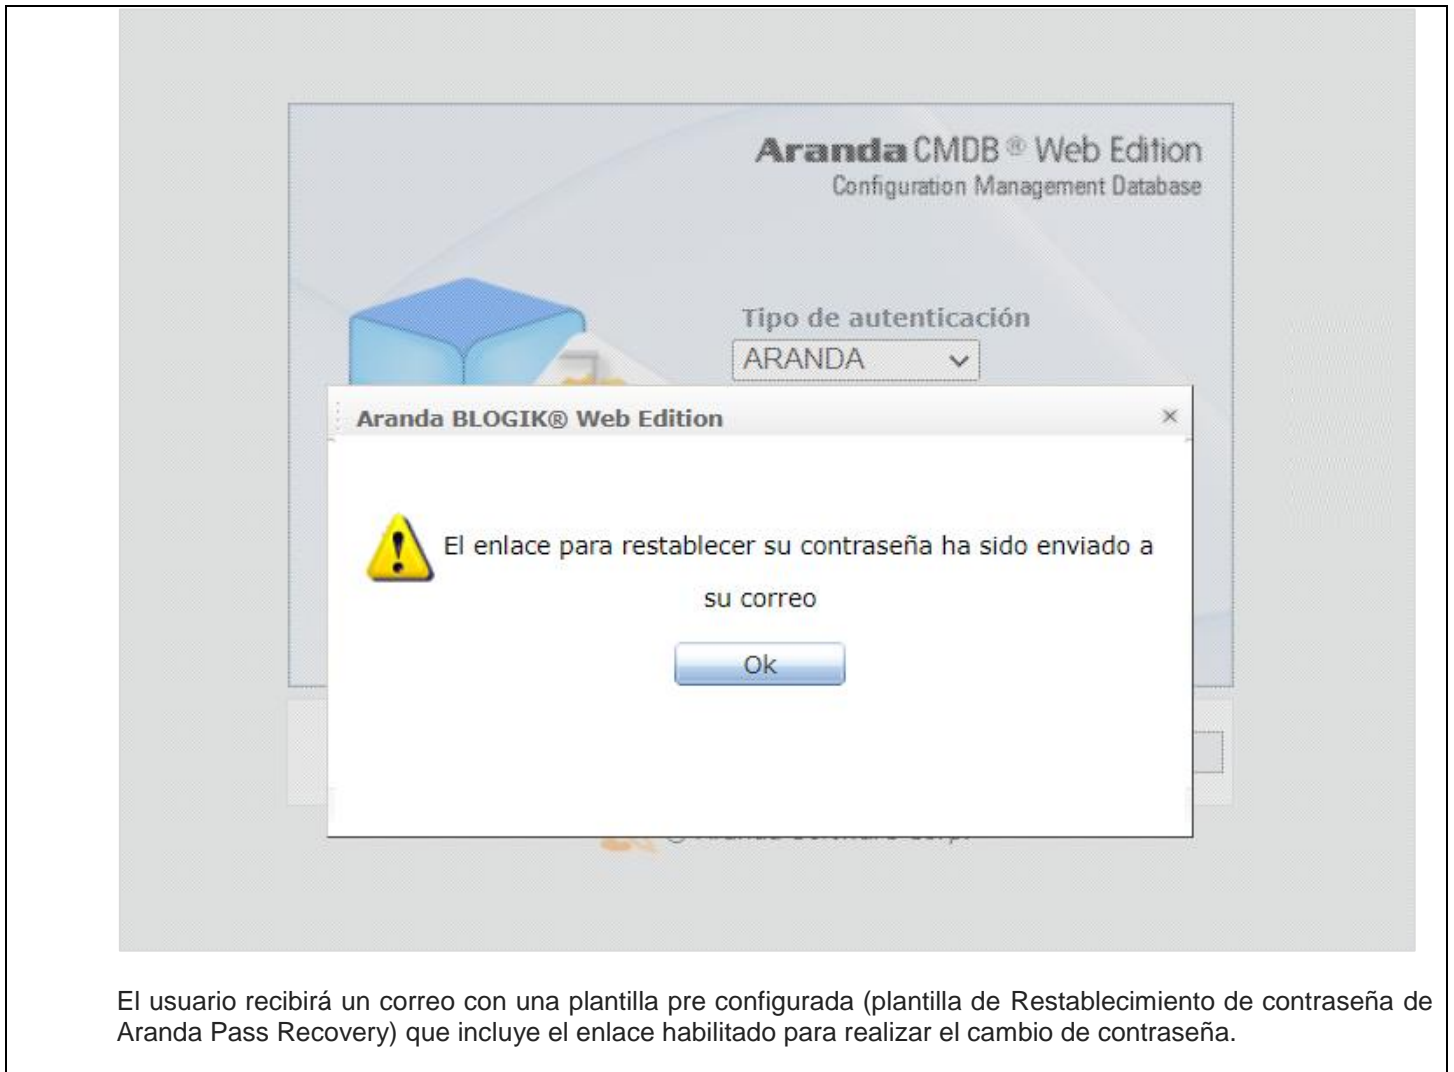 Aranda CMDB ® Web Edition
Configuration Management Database
Tipo de autenticación
ARANDA
Aranda BLOGIK® Web Edition
El enlace para restablecer su contraseña ha sido enviado a
su correo
Ok
El usuario recibirá un correo con una plantilla pre configurada (plantilla de Restablecimiento de contraseña de
Aranda Pass Recovery) que incluye el enlace habilitado para realizar el cambio de contraseña.